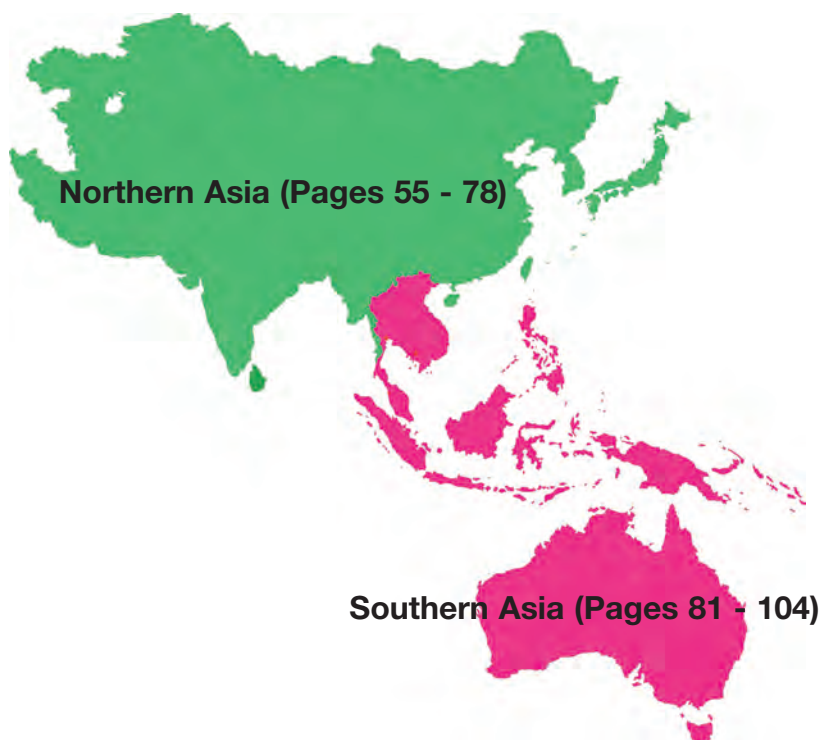 Northern Asia (Pages 55 - 78)
Southern Asia (Pages 81 - 104)